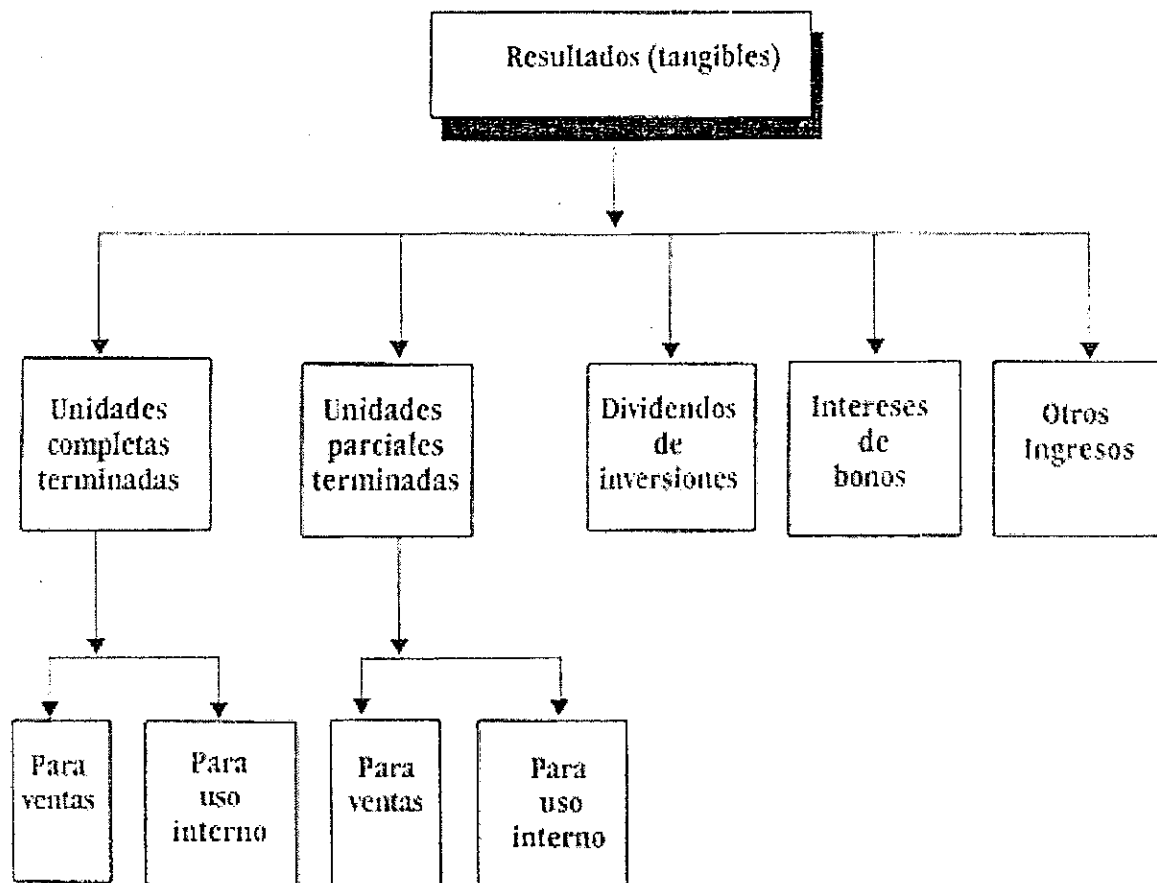 Resultados (tangibles)
Unidades
completas
terminadas
Unidades
parciales
terminadas
Dividendos
de
inversiones
Intereses
de
bonos
Otros
Ingresos
Para
ventas
Para
uso
interno
Para
ventas
Para
uso
interno